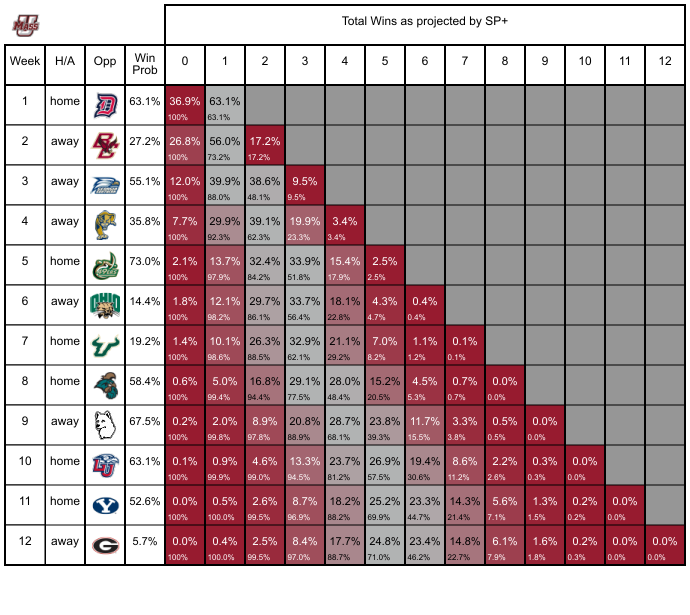 MASS
Total Wins as projected by SP+
Week H/A Opp Win Prob 0 1 2 3 4 5 6 7 8 9 10 11 12
1 home 63.1% 36.9% 63.1%
100% 63.1%
2 away 27.2% 26.8% 56.0% 17.2%
100% 73.2% 17.2%
3 away 55.1% 12.0% 39.9% 38.6% 9.5%
100% 88.0% 48.1% 9.5%
4 away 35.8% 7.7% 29.9% 39.1% 19.9% 3.4%
100% 92.3% 62.3% 23.3% 3.4%
5 home 73.0% 2.1% 13.7% 32.4% 33.9% 15.4% 2.5%
100% 97.9% 84.2% 51.8% 17.9% 2.5%
6 away OHIO 14.4% 1.8% 12.1% 29.7% 33.7% 18.1% 4.3% 0.4%
100% 98.2% 86.1% 56.4% 22.8% 4.7% 0.4%
7 home 19.2% 1.4% 10.1% 26.3% 32.9% 21.1% 7.0% 1.1% 0.1%
100% 98.6% 88.5% 62.1% 29.2% 8.2% 1.2% 0.1%
8 home 58.4% 0.6% 5.0% 16.8% 29.1% 28.0% 15.2% 4.5% 0.7% 0.0%
100% 99.4% 94.4% 77.5% 48.4% 20.5% 5.3% 0.7% 0.0%
9 away 67.5% 0.2% 2.0% 8.9% 20.8% 28.7% 23.8% 11.7% 3.3% 0.5% 0.0%
100% 99.8% 97.8% 88.9% 68.1% 39.3% 15.5% 3.8% 0.5% 0.0%
10 home LU 63.1% 0.1% 0.9% 4.6% 13.3% 23.7% 26.9% 19.4% 8.6% 2.2% 0.3% 0.0%
100% 99.9% 99.0% 94.5% 81.2% 57.5% 30.6% 11.2% 2.6% 0.3% 0.0%
11 home Y 52.6% 0.0% 0.5% 2.6% 8.7% 18.2% 25.2% 23.3% 14.3% 5.6% 1.3% 0.2% 0.0%
100% 100.0% 99.5% 96.9% 88.2% 69.9% 44.7% 21.4% 7.1% 1.5% 0.2% 0.0%
12 away G 5.7% 0.0% 0.4% 2.5% 8.4% 17.7% 24.8% 23.4% 14.8% 6.1% 1.6% 0.2% 0.0% 0.0%
100% 100.0% 99.5% 97.0% 88.7% 71.0% 46.2% 22.7% 7.9% 1.8% 0.3% 0.0% 0.0%